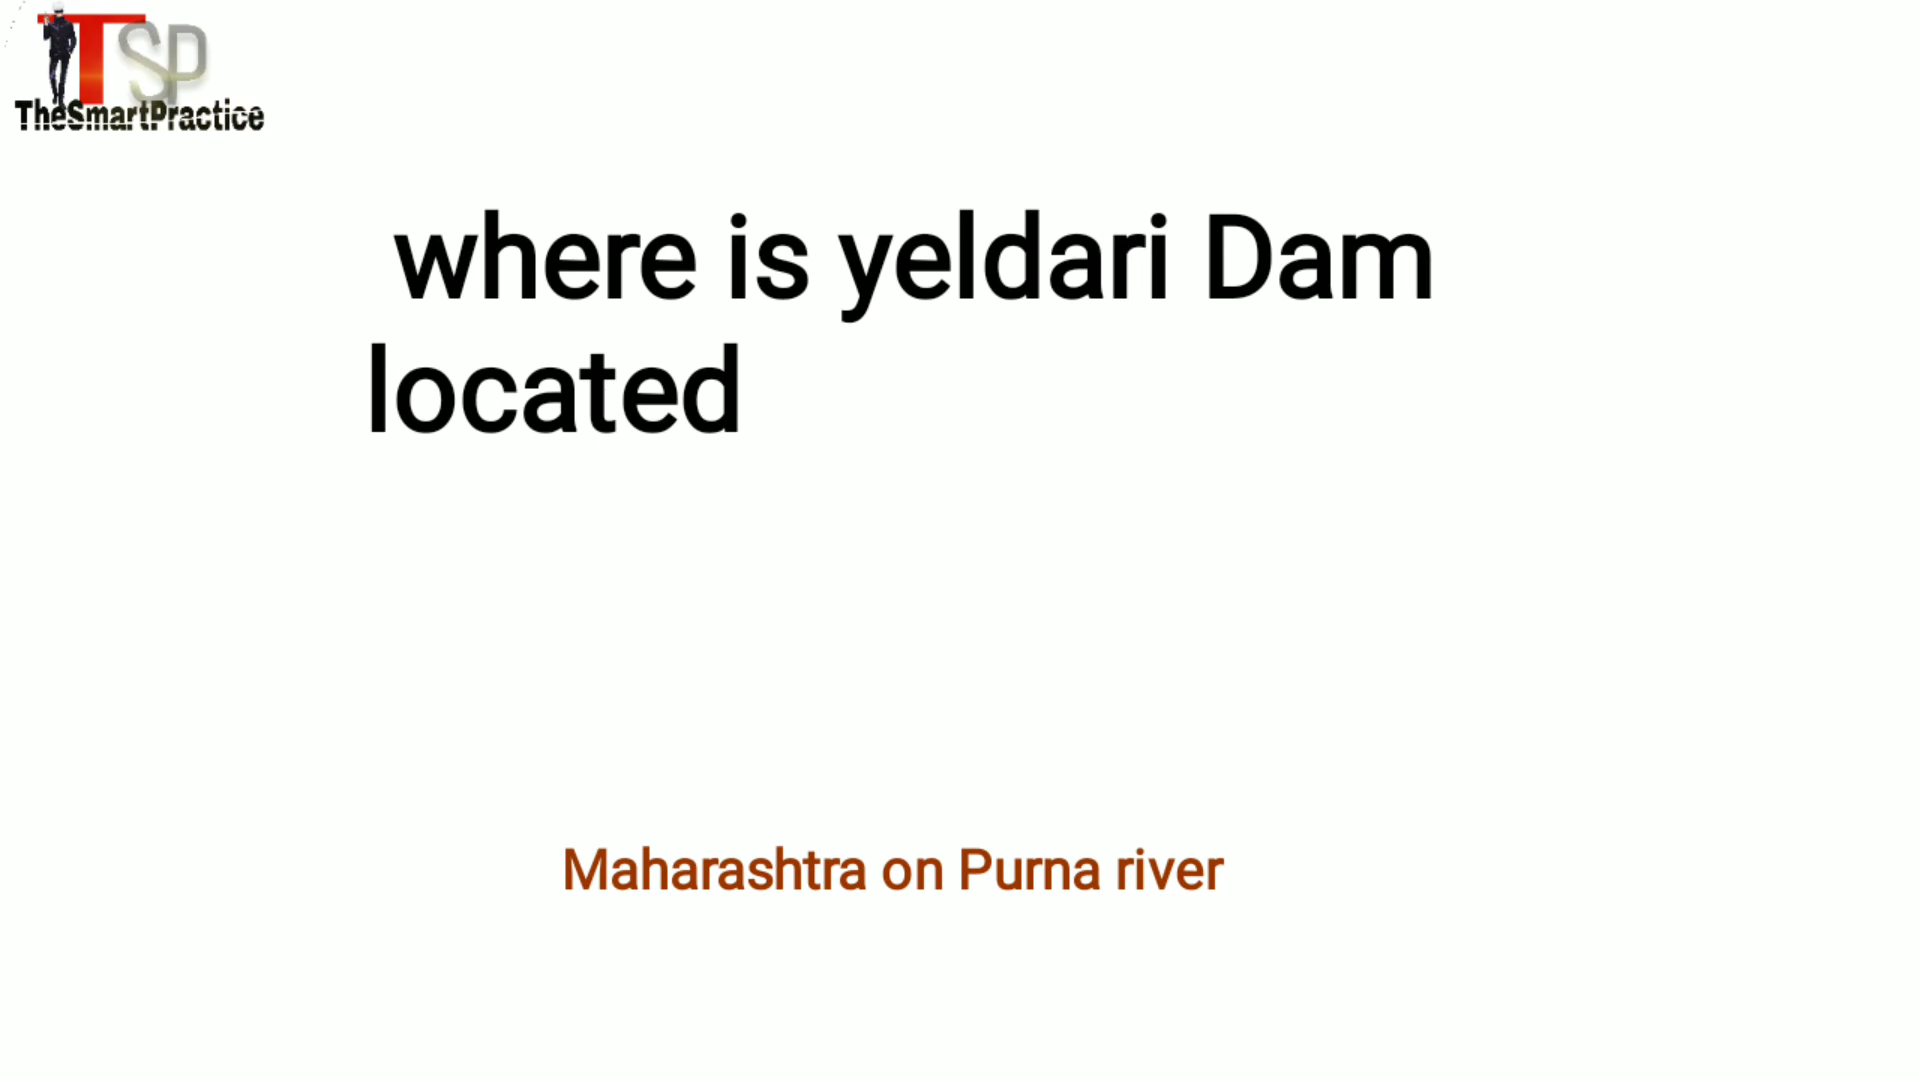 TSP
TheSmartPractice
where is yeldari Dam
located
Maharashtra on Purna river